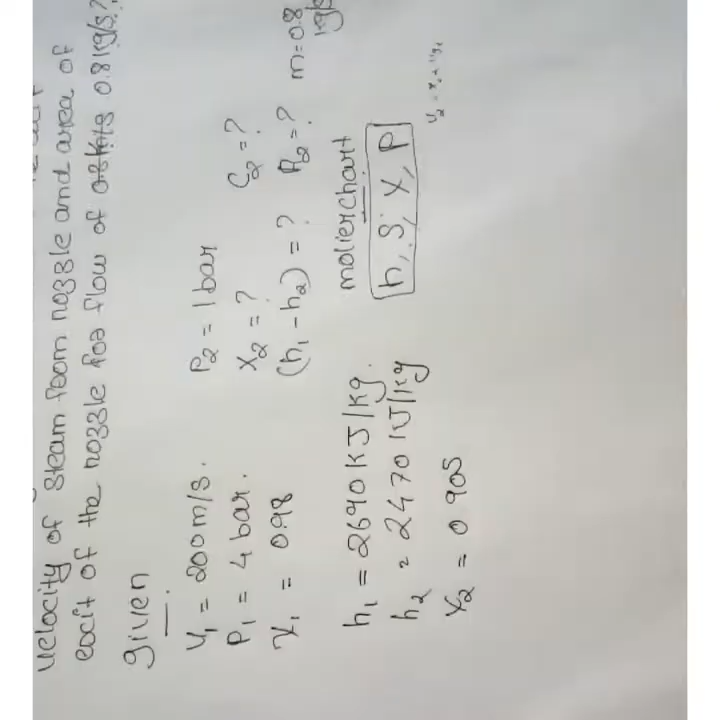 velocity of steam from nozzle and area of
exit of the nozzle for flow of 0.8 kg/s?
given
V₁ = 200 m/s.
P₁ = 4 bar.
x₁ = 0.98
P₂ = 1 bar
x₂ = ?
(h₁ - h₂) = ?
C₂ = ?
A₂ = ?
m = 0.8
kg/s
h₁ = 2690 KJ/kg.
h₂ = 2470 KJ/kg
x₂ = 0.905
molierchart
h, S, X, P